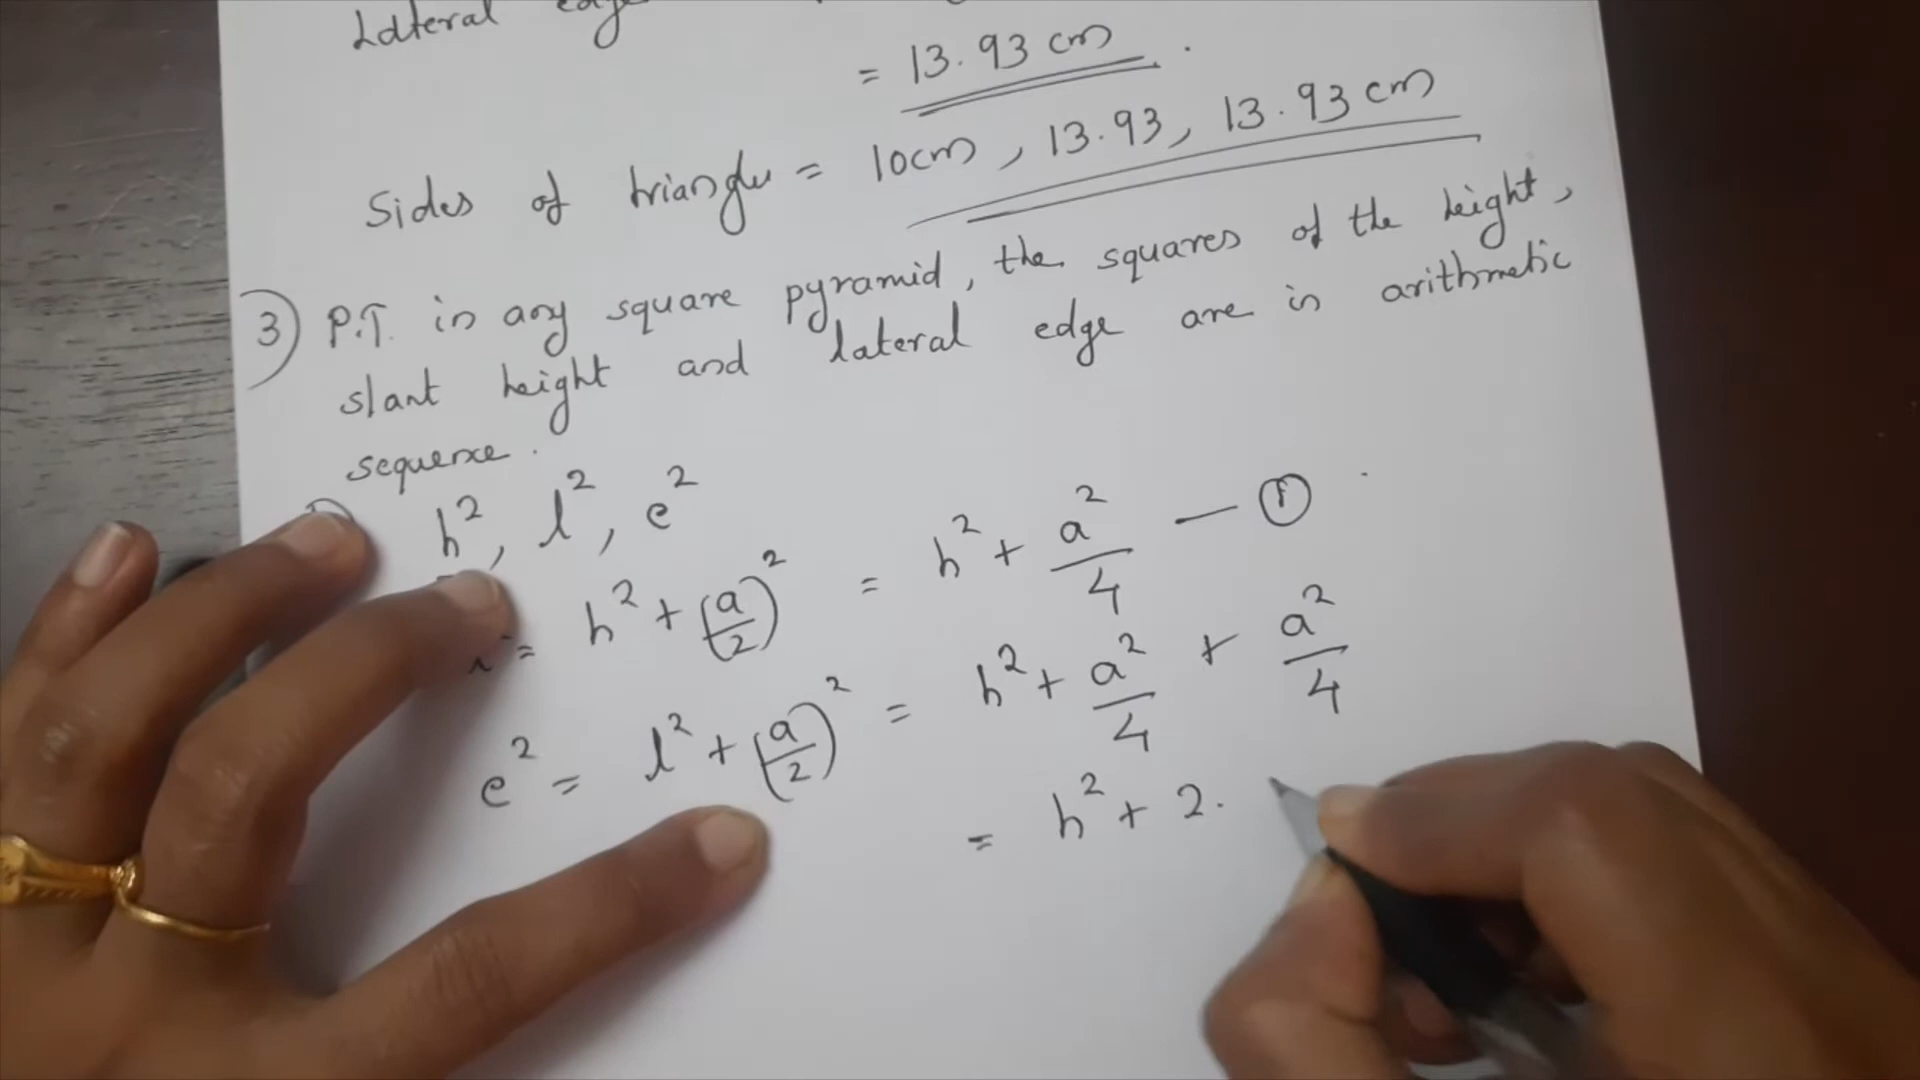 Lateral edge
= 13.93 cm
Sides of triangle = 10cm, 13.93, 13.93 cm
3) P.T. in any square pyramid, the squares of the height,
slant height and lateral edge are in arithmetic
sequence.
h², l², e²
= h² + (a/2)² = h² + a²/4 — ①
e² = l² + (a/2)² = h² + a²/4 + a²/4
= h² + 2.